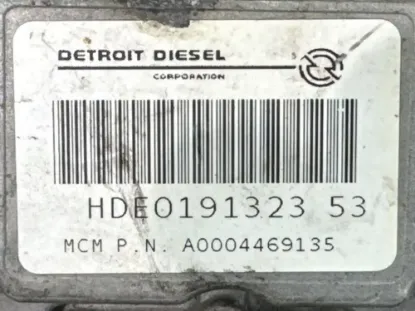 DETROIT DIESEL
CORPORATION
HDE0191323 53
MCM P.N. A0004469135